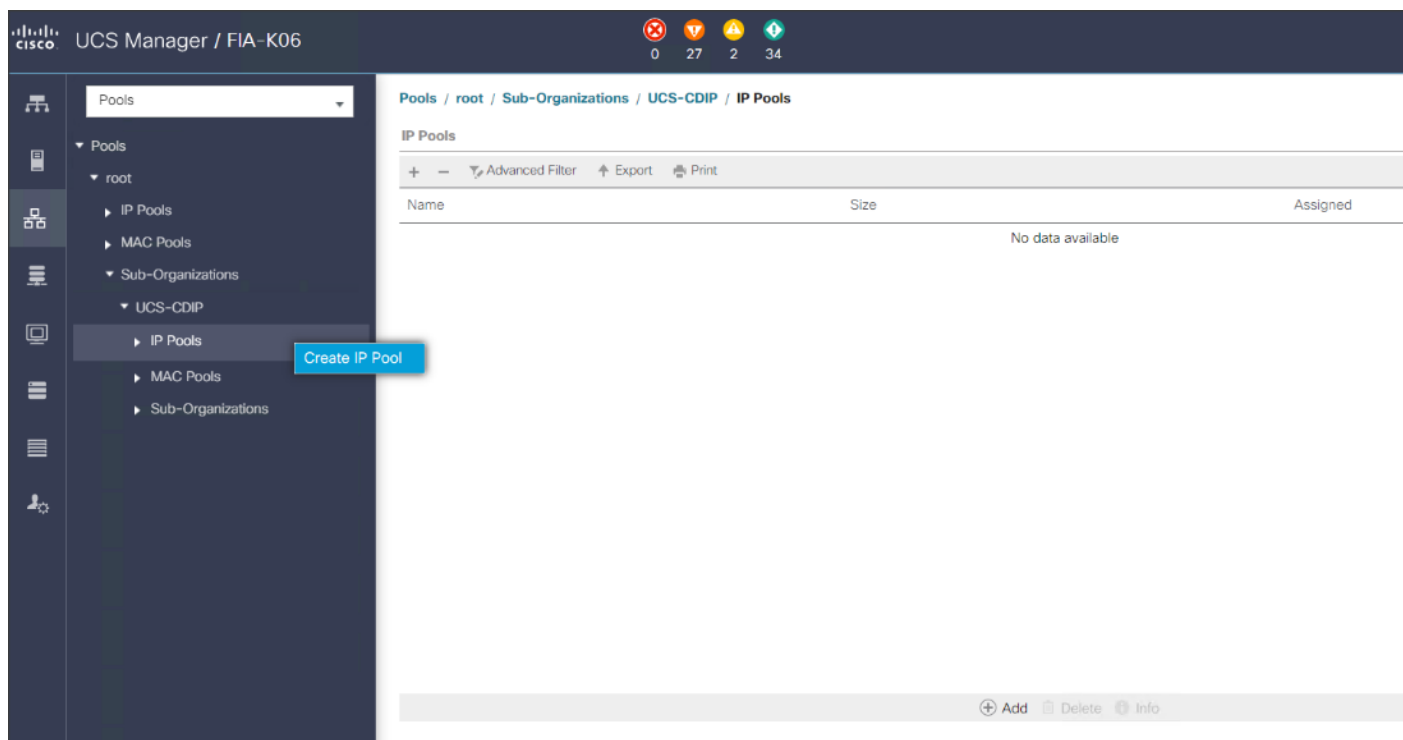 cisco. UCS Manager / FIA-K06
0 27 2 34
Pools
Pools
root
IP Pools
MAC Pools
Sub-Organizations
UCS-CDIP
IP Pools
Create IP Pool
MAC Pools
Sub-Organizations
Pools / root / Sub-Organizations / UCS-CDIP / IP Pools
IP Pools
+ − Advanced Filter Export Print
Name Size Assigned
No data available
Add Delete Info